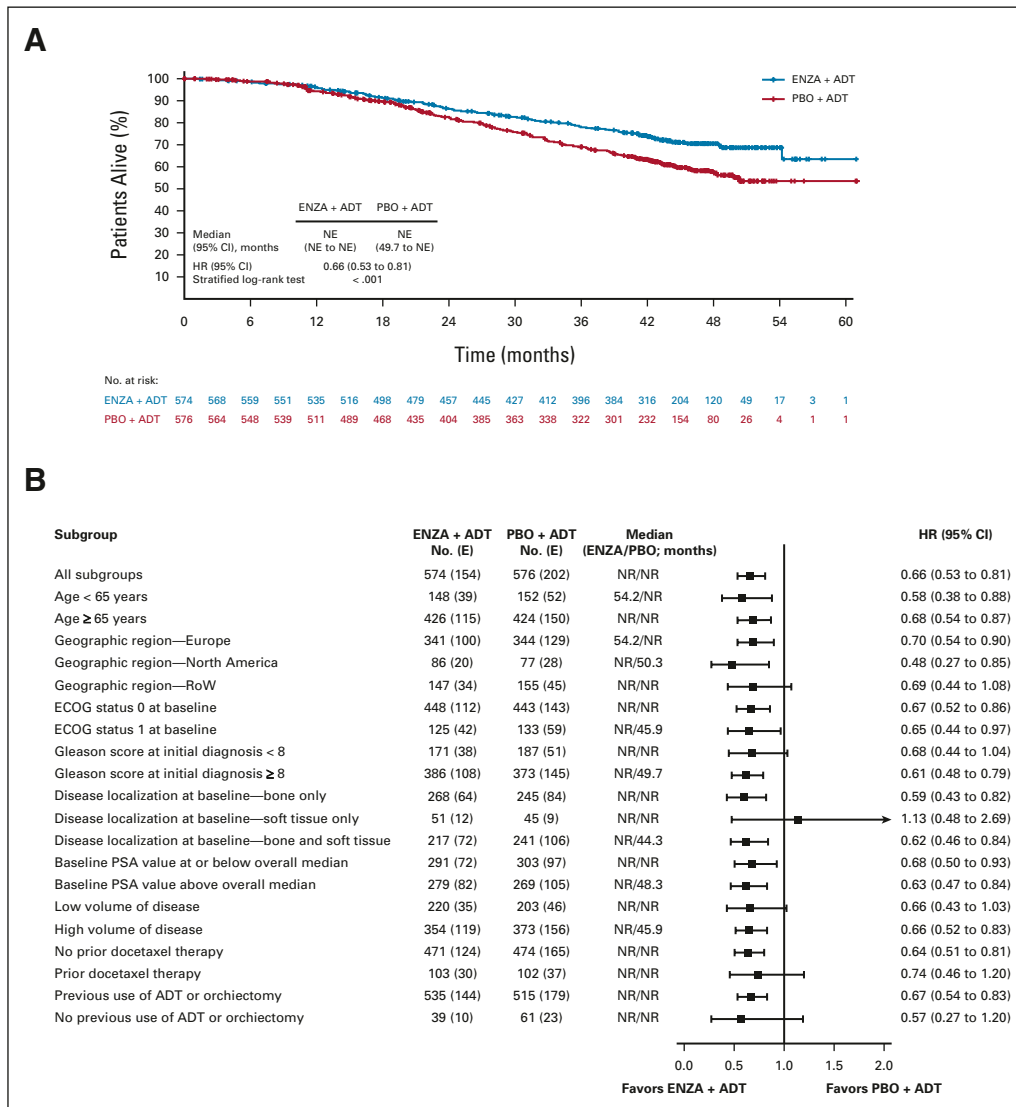 A
100
90
80
70
60
50
40
30
20
10
Patients Alive (%)
ENZA + ADT
PBO + ADT
ENZA + ADT PBO + ADT
Median NE NE
(95% CI), months (NE to NE) (49.7 to NE)
HR (95% CI) 0.66 (0.53 to 0.81)
Stratified log-rank test < .001
0 6 12 18 24 30 36 42 48 54 60
Time (months)
No. at risk:
ENZA + ADT 574 568 559 551 535 516 498 479 457 445 427 412 396 384 316 204 120 49 17 3 1
PBO + ADT 576 564 548 539 511 489 468 435 404 385 363 338 322 301 232 154 80 26 4 1 1
B
Subgroup ENZA + ADT PBO + ADT Median HR (95% CI)
No. (E) No. (E) (ENZA/PBO; months)
All subgroups 574 (154) 576 (202) NR/NR 0.66 (0.53 to 0.81)
Age < 65 years 148 (39) 152 (52) 54.2/NR 0.58 (0.38 to 0.88)
Age ≥ 65 years 426 (115) 424 (150) NR/NR 0.68 (0.54 to 0.87)
Geographic region—Europe 341 (100) 344 (129) 54.2/NR 0.70 (0.54 to 0.90)
Geographic region—North America 86 (20) 77 (28) NR/50.3 0.48 (0.27 to 0.85)
Geographic region—RoW 147 (34) 155 (45) NR/NR 0.69 (0.44 to 1.08)
ECOG status 0 at baseline 448 (112) 443 (143) NR/NR 0.67 (0.52 to 0.86)
ECOG status 1 at baseline 125 (42) 133 (59) NR/45.9 0.65 (0.44 to 0.97)
Gleason score at initial diagnosis < 8 171 (38) 187 (51) NR/NR 0.68 (0.44 to 1.04)
Gleason score at initial diagnosis ≥ 8 386 (108) 373 (145) NR/49.7 0.61 (0.48 to 0.79)
Disease localization at baseline—bone only 268 (64) 245 (84) NR/NR 0.59 (0.43 to 0.82)
Disease localization at baseline—soft tissue only 51 (12) 45 (9) NR/NR 1.13 (0.48 to 2.69)
Disease localization at baseline—bone and soft tissue 217 (72) 241 (106) NR/44.3 0.62 (0.46 to 0.84)
Baseline PSA value at or below overall median 291 (72) 303 (97) NR/NR 0.68 (0.50 to 0.93)
Baseline PSA value above overall median 279 (82) 269 (105) NR/48.3 0.63 (0.47 to 0.84)
Low volume of disease 220 (35) 203 (46) NR/NR 0.66 (0.43 to 1.03)
High volume of disease 354 (119) 373 (156) NR/45.9 0.66 (0.52 to 0.83)
No prior docetaxel therapy 471 (124) 474 (165) NR/NR 0.64 (0.51 to 0.81)
Prior docetaxel therapy 103 (30) 102 (37) NR/NR 0.74 (0.46 to 1.20)
Previous use of ADT or orchiectomy 535 (144) 515 (179) NR/NR 0.67 (0.54 to 0.83)
No previous use of ADT or orchiectomy 39 (10) 61 (23) NR/NR 0.57 (0.27 to 1.20)
0.0 0.5 1.0 1.5 2.0
Favors ENZA + ADT Favors PBO + ADT